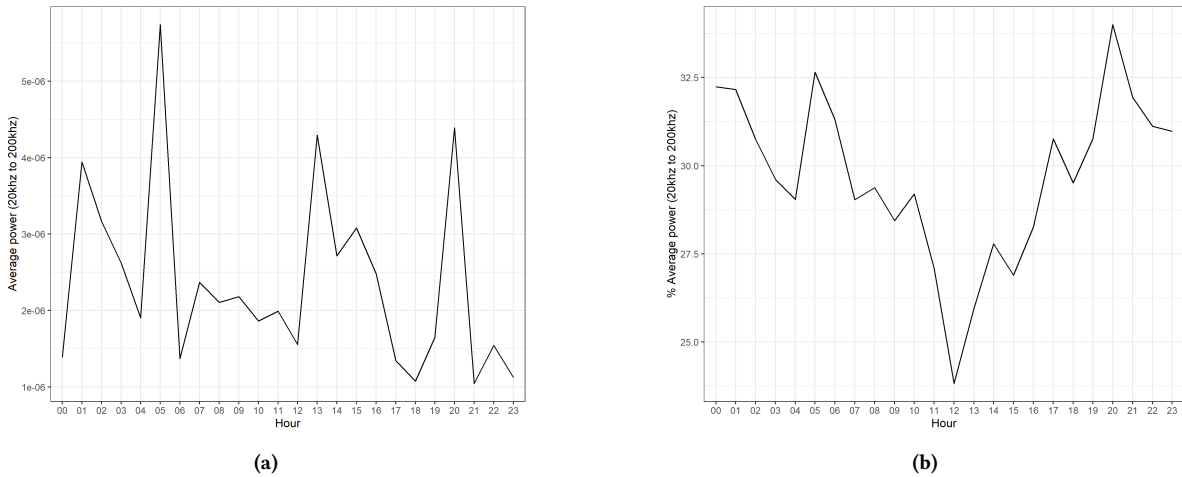 Average power (20khz to 200khz)
5e-06
4e-06
3e-06
2e-06
1e-06
00 01 02 03 04 05 06 07 08 09 10 11 12 13 14 15 16 17 18 19 20 21 22 23
Hour
(a)
% Average power (20khz to 200khz)
32.5
30.0
27.5
25.0
00 01 02 03 04 05 06 07 08 09 10 11 12 13 14 15 16 17 18 19 20 21 22 23
Hour
(b)